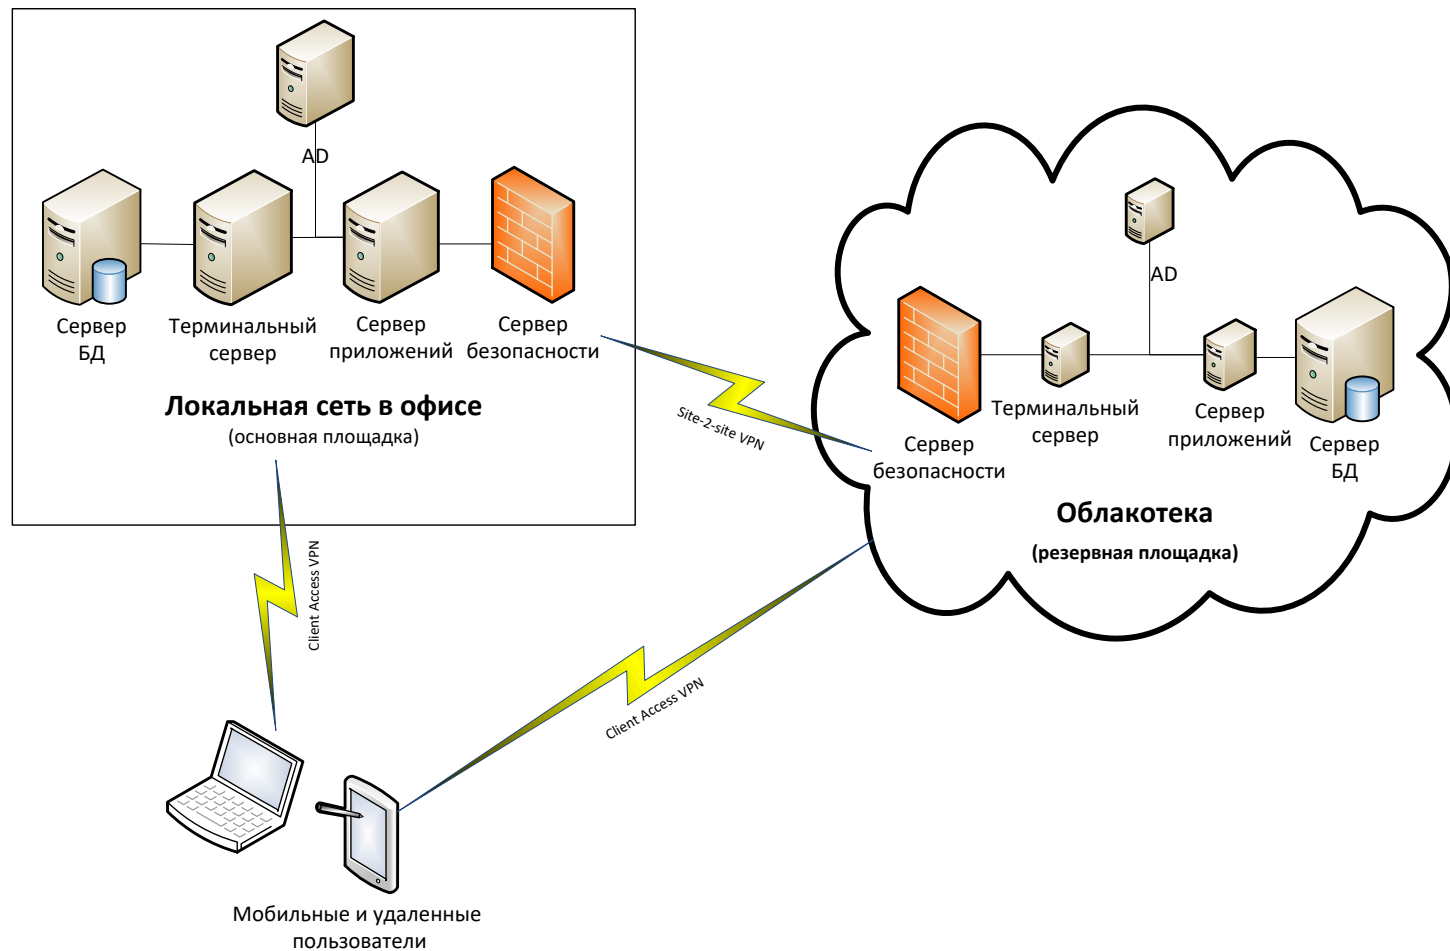 AD
Сервер
БД
Терминальный
сервер
Сервер
приложений
Сервер
безопасности
Локальная сеть в офисе
(основная площадка)
Site-2-site VPN
AD
Сервер
безопасности
Терминальный
сервер
Сервер
приложений
Сервер
БД
Облакотека
(резервная площадка)
Client Access VPN
Client Access VPN
Мобильные и удаленные
пользователи